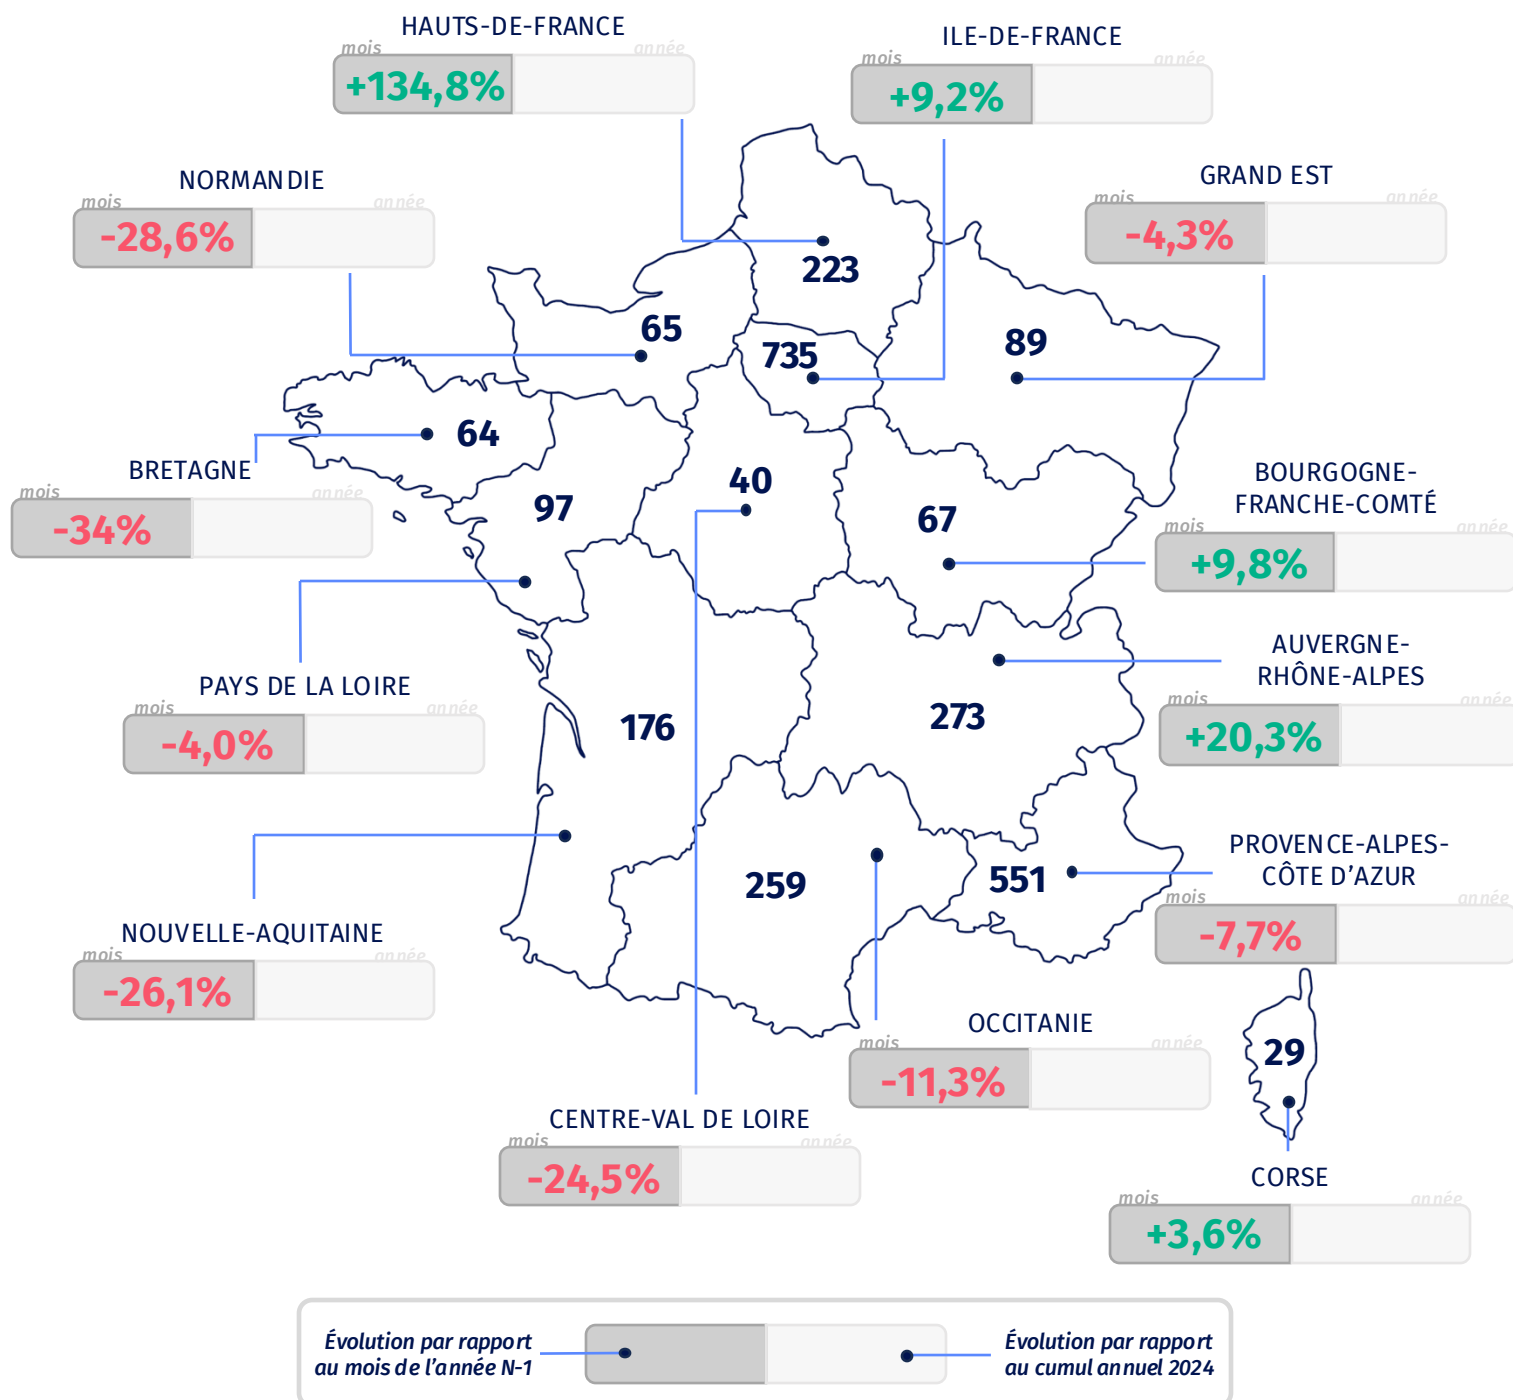 HAUTS-DE-FRANCE
mois année
+134,8%
ILE-DE-FRANCE
mois année
+9,2%
NORMANDIE
mois année
-28,6%
GRAND EST
mois année
-4,3%
223
65
735
89
64
BRETAGNE
mois année
-34%
97
40
67
BOURGOGNE-
FRANCHE-COMTÉ
mois année
+9,8%
PAYS DE LA LOIRE
mois année
-4,0%
AUVERGNE-
RHÔNE-ALPES
mois année
+20,3%
176
273
259
551
PROVENCE-ALPES-
CÔTE D'AZUR
mois année
-7,7%
NOUVELLE-AQUITAINE
mois année
-26,1%
OCCITANIE
mois année
-11,3%
29
CENTRE-VAL DE LOIRE
mois année
-24,5%
CORSE
mois année
+3,6%
Évolution par rapport
au mois de l'année N-1
Évolution par rapport
au cumul annuel 2024